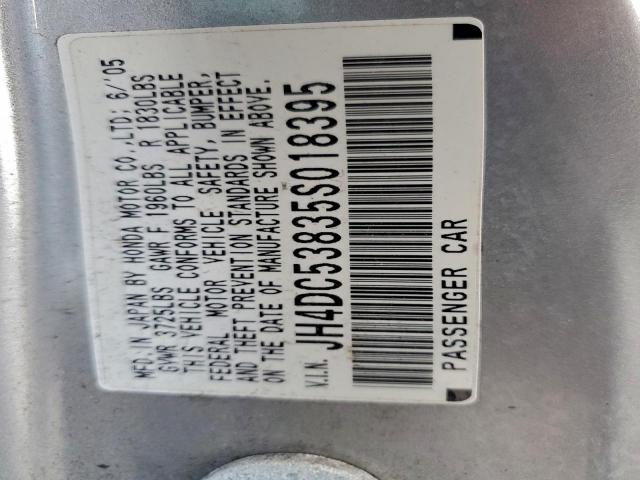 MFD. IN JAPAN BY HONDA MOTOR CO.,LTD; 6/'05
GVWR 3725LBS GAWR F 1960LBS R 1830LBS
THIS VEHICLE CONFORMS TO ALL APPLICABLE
FEDERAL MOTOR VEHICLE SAFETY, BUMPER,
AND THEFT PREVENTION STANDARDS IN EFFECT
ON THE DATE OF MANUFACTURE SHOWN ABOVE.
V.I.N. JH4DC53835S018395
PASSENGER CAR